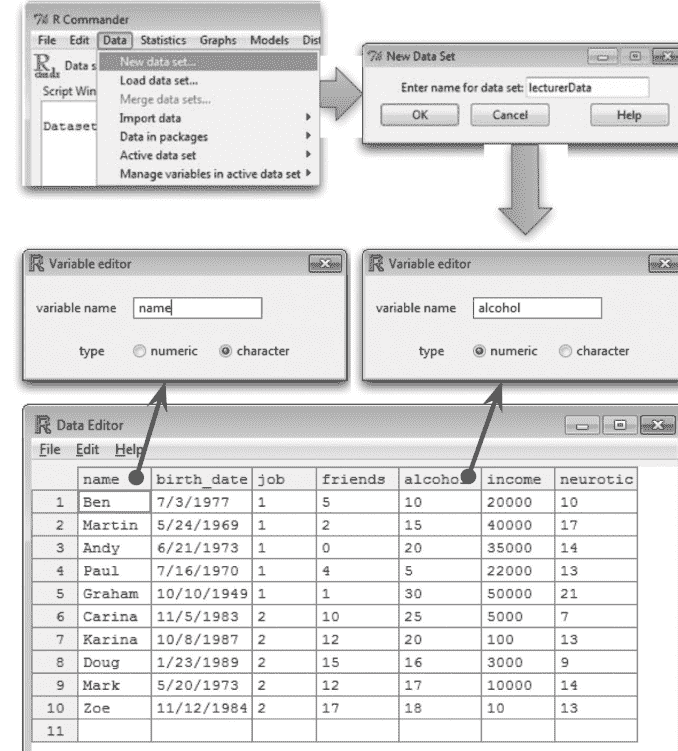 R Commander
File Edit Data Statistics Graphs Models Dist
Data s
New data set...
Load data set...
Script Win
Merge data sets...
Import data
Dataset
Data in packages
Active data set
Manage variables in active data set
New Data Set
Enter name for data set: lecturerData
OK Cancel Help
Variable editor
variable name name
type numeric character
Variable editor
variable name alcohol
type numeric character
Data Editor
File Edit Help
name birth_date job friends alcohol income neurotic
1 Ben 7/3/1977 1 5 10 20000 10
2 Martin 5/24/1969 1 2 15 40000 17
3 Andy 6/21/1973 1 0 20 35000 14
4 Paul 7/16/1970 1 4 5 22000 13
5 Graham 10/10/1949 1 1 30 50000 21
6 Carina 11/5/1983 2 10 25 5000 7
7 Karina 10/8/1987 2 12 20 100 13
8 Doug 1/23/1989 2 15 16 3000 9
9 Mark 5/20/1973 2 12 17 10000 14
10 Zoe 11/12/1984 2 17 18 10 13
11